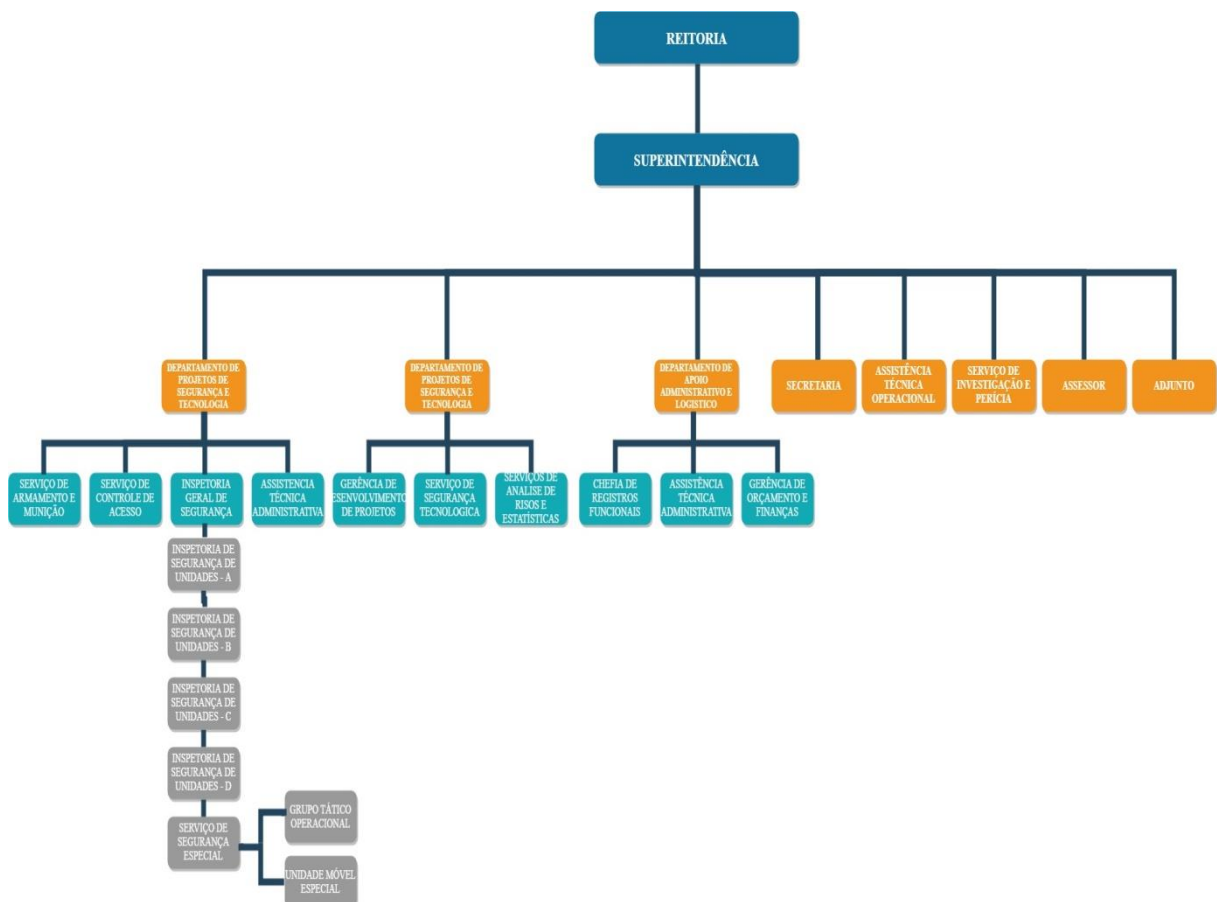 REITORIA
SUPERINTENDÊNCIA
DEPARTAMENTO DE
PROJETOS DE
SEGURANÇA E
TECNOLOGIA
DEPARTAMENTO DE
PROJETOS DE
SEGURANÇA E
TECNOLOGIA
DEPARTAMENTO DE
APOIO
ADMINISTRATIVO E
LOGISTICO
SECRETARIA
ASSISTÊNCIA
TÉCNICA
OPERACIONAL
SERVIÇO DE
INVESTIGAÇÃO E
PERÍCIA
ASSESSOR
ADJUNTO
SERVIÇO DE
ARMAMENTO E
MUNIÇÃO
SERVIÇO DE
CONTROLE DE
ACESSO
INSPETORIA
GERAL DE
SEGURANÇA
ASSISTENCIA
TÉCNICA
ADMINISTRATIVA
GERÊNCIA DE
DESENVOLVIMENTO
DE PROJETOS
SERVIÇO DE
SEGURANÇA
TECNOLOGICA
SERVIÇOS DE
ANALISE DE
RISOS E
ESTATÍSTICAS
CHEFIA DE
REGISTROS
FUNCIONAIS
ASSISTÊNCIA
TÉCNICA
ADMINISTRATIVA
GERÊNCIA DE
ORÇAMENTO E
FINANÇAS
INSPETORIA DE
SEGURANÇA DE
UNIDADES - A
INSPETORIA DE
SEGURANÇA DE
UNIDADES - B
INSPETORIA DE
SEGURANÇA DE
UNIDADES - C
INSPETORIA DE
SEGURANÇA DE
UNIDADES - D
SERVIÇO DE
SEGURANÇA
ESPECIAL
GRUPO TÁTICO
OPERACIONAL
UNIDADE MÓVEL
ESPECIAL